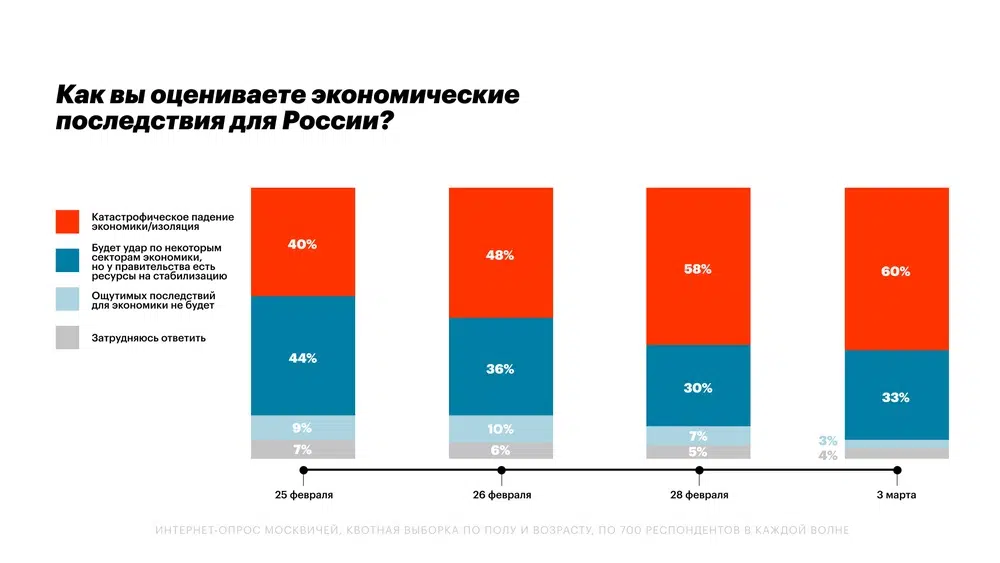 Как вы оцениваете экономические
последствия для России?
Катастрофическое падение
экономики/изоляция
Будет удар по некоторым
секторам экономики,
но у правительства есть
ресурсы на стабилизацию
Ощутимых последствий
для экономики не будет
Затрудняюсь ответить
40%
44%
9%
7%
48%
36%
10%
6%
58%
30%
7%
5%
60%
33%
3%
4%
25 февраля
26 февраля
28 февраля
3 марта
ИНТЕРНЕТ-ОПРОС МОСКВИЧЕЙ, КВОТНАЯ ВЫБОРКА ПО ПОЛУ И ВОЗРАСТУ, ПО 700 РЕСПОНДЕНТОВ В КАЖДОЙ ВОЛНЕ